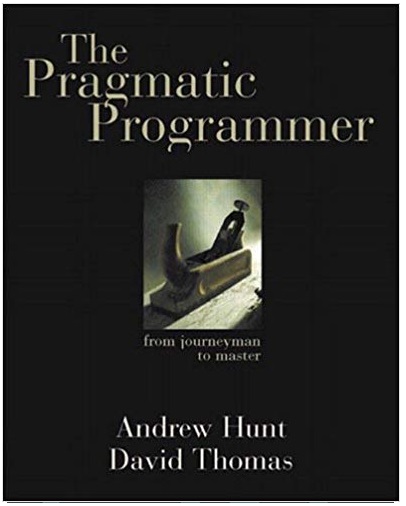 The
Pragmatic
Programmer
from journeyman
to master
Andrew Hunt
David Thomas